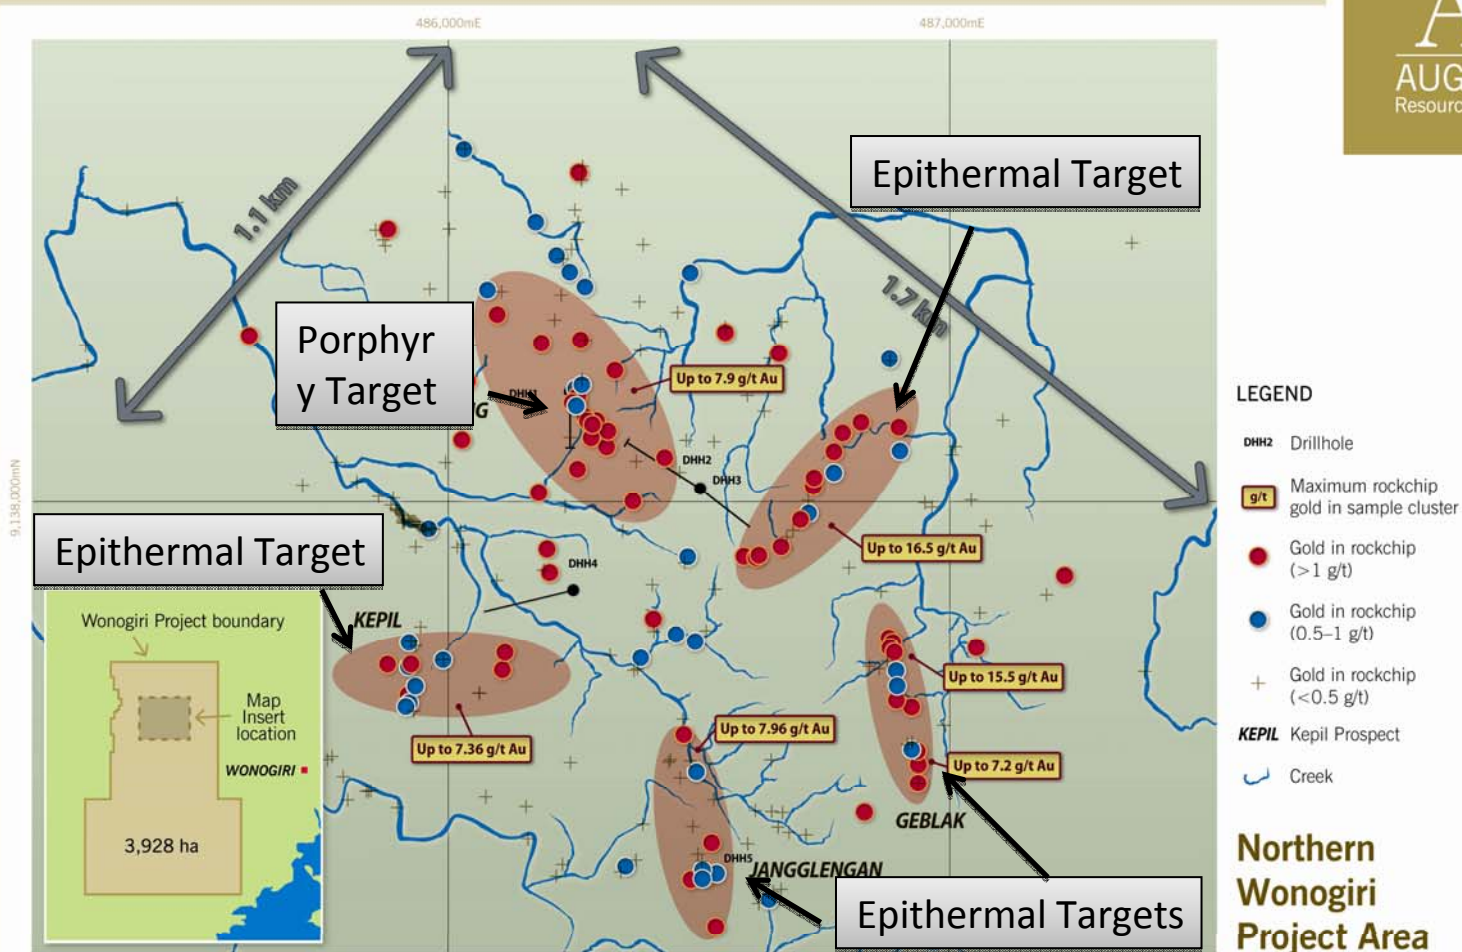 486,000mE
487,000mE
AUG
Resourc
Epithermal Target
1.1 km
1.7 km
Porphyr
y Target
Up to 7.9 g/t Au
DHH1
G
DHH2
DHH3
9,138,000mN
Up to 16.5 g/t Au
Epithermal Target
DHH4
KEPIL
Up to 7.36 g/t Au
Up to 15.5 g/t Au
Up to 7.96 g/t Au
Up to 7.2 g/t Au
GEBLAK
DHH5
JANGGLENGAN
Epithermal Targets
Wonogiri Project boundary
Map
Insert
location
WONOGIRI
3,928 ha
LEGEND
DHH2 Drillhole
g/t Maximum rockchip
gold in sample cluster
Gold in rockchip
(>1 g/t)
Gold in rockchip
(0.5–1 g/t)
Gold in rockchip
(<0.5 g/t)
KEPIL Kepil Prospect
Creek
Northern
Wonogiri
Project Area